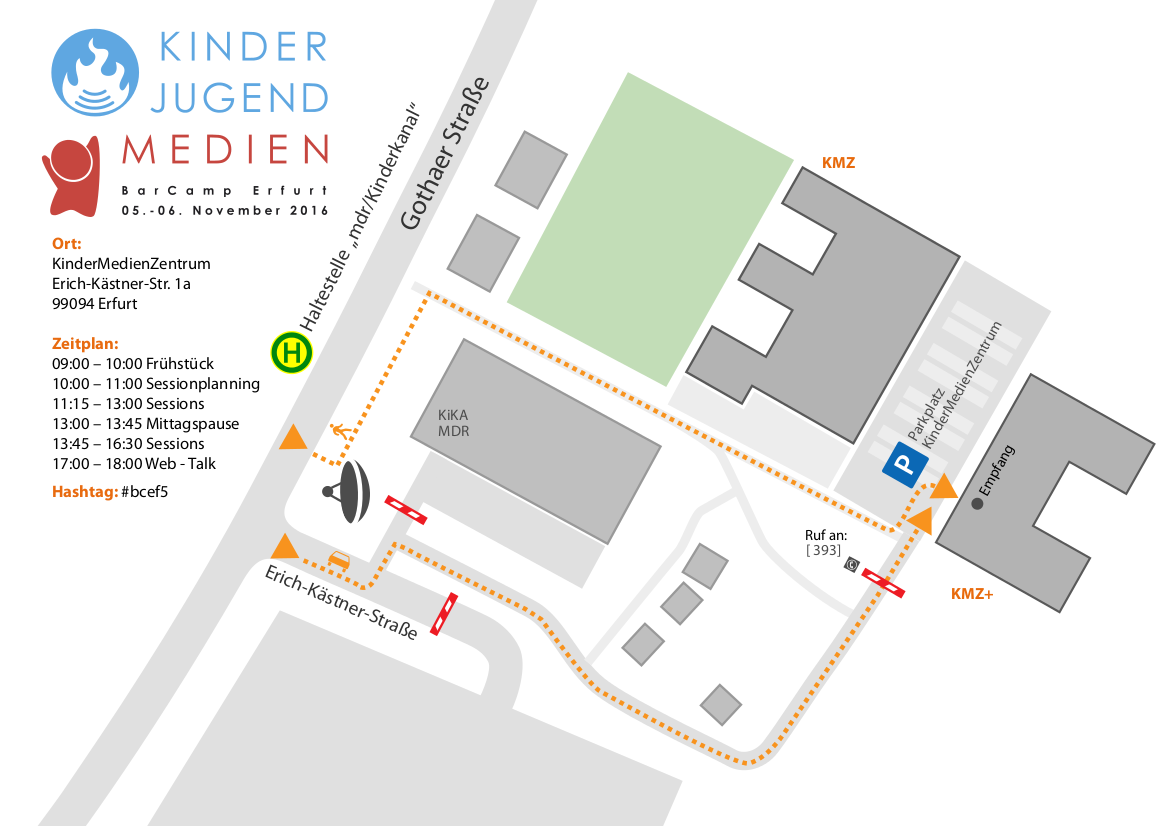 KINDER
JUGEND
MEDIEN
BarCamp Erfurt
05.-06. November 2016
Ort:
KinderMedienZentrum
Erich-Kästner-Str. 1a
99094 Erfurt
Zeitplan:
09:00 – 10:00 Frühstück
10:00 – 11:00 Sessionplanning
11:15 – 13:00 Sessions
13:00 – 13:45 Mittagspause
13:45 – 16:30 Sessions
17:00 – 18:00 Web - Talk
Hashtag: #bcef5
Haltestelle „mdr/Kinderkanal“
H
Gothaer Straße
KiKA
MDR
Erich-Kästner-Straße
KMZ
Parkplatz
KinderMedienZentrum
P
Empfang
Ruf an:
[ 393]
KMZ+